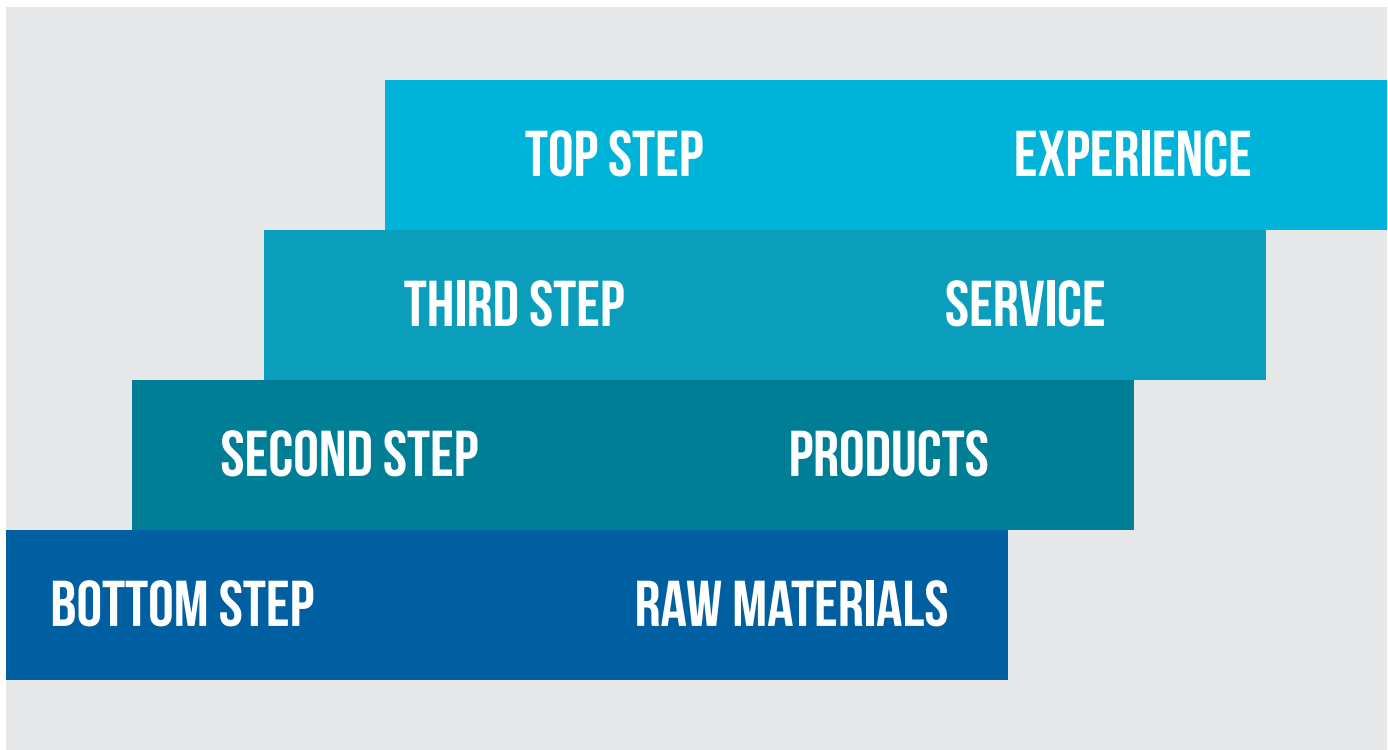 TOP STEP EXPERIENCE
THIRD STEP SERVICE
SECOND STEP PRODUCTS
BOTTOM STEP RAW MATERIALS